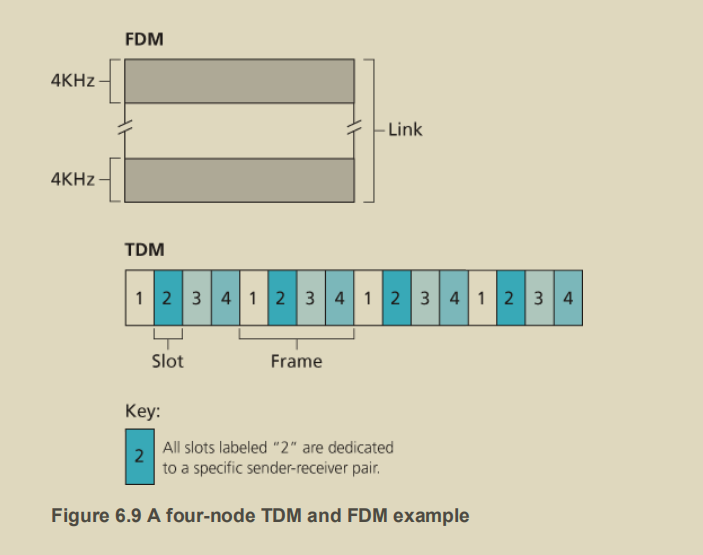 FDM
4KHz
Link
4KHz
TDM
1 2 3 4 1 2 3 4 1 2 3 4 1 2 3 4
Slot Frame
Key:
2 All slots labeled “2” are dedicated
to a specific sender-receiver pair.
Figure 6.9 A four-node TDM and FDM example